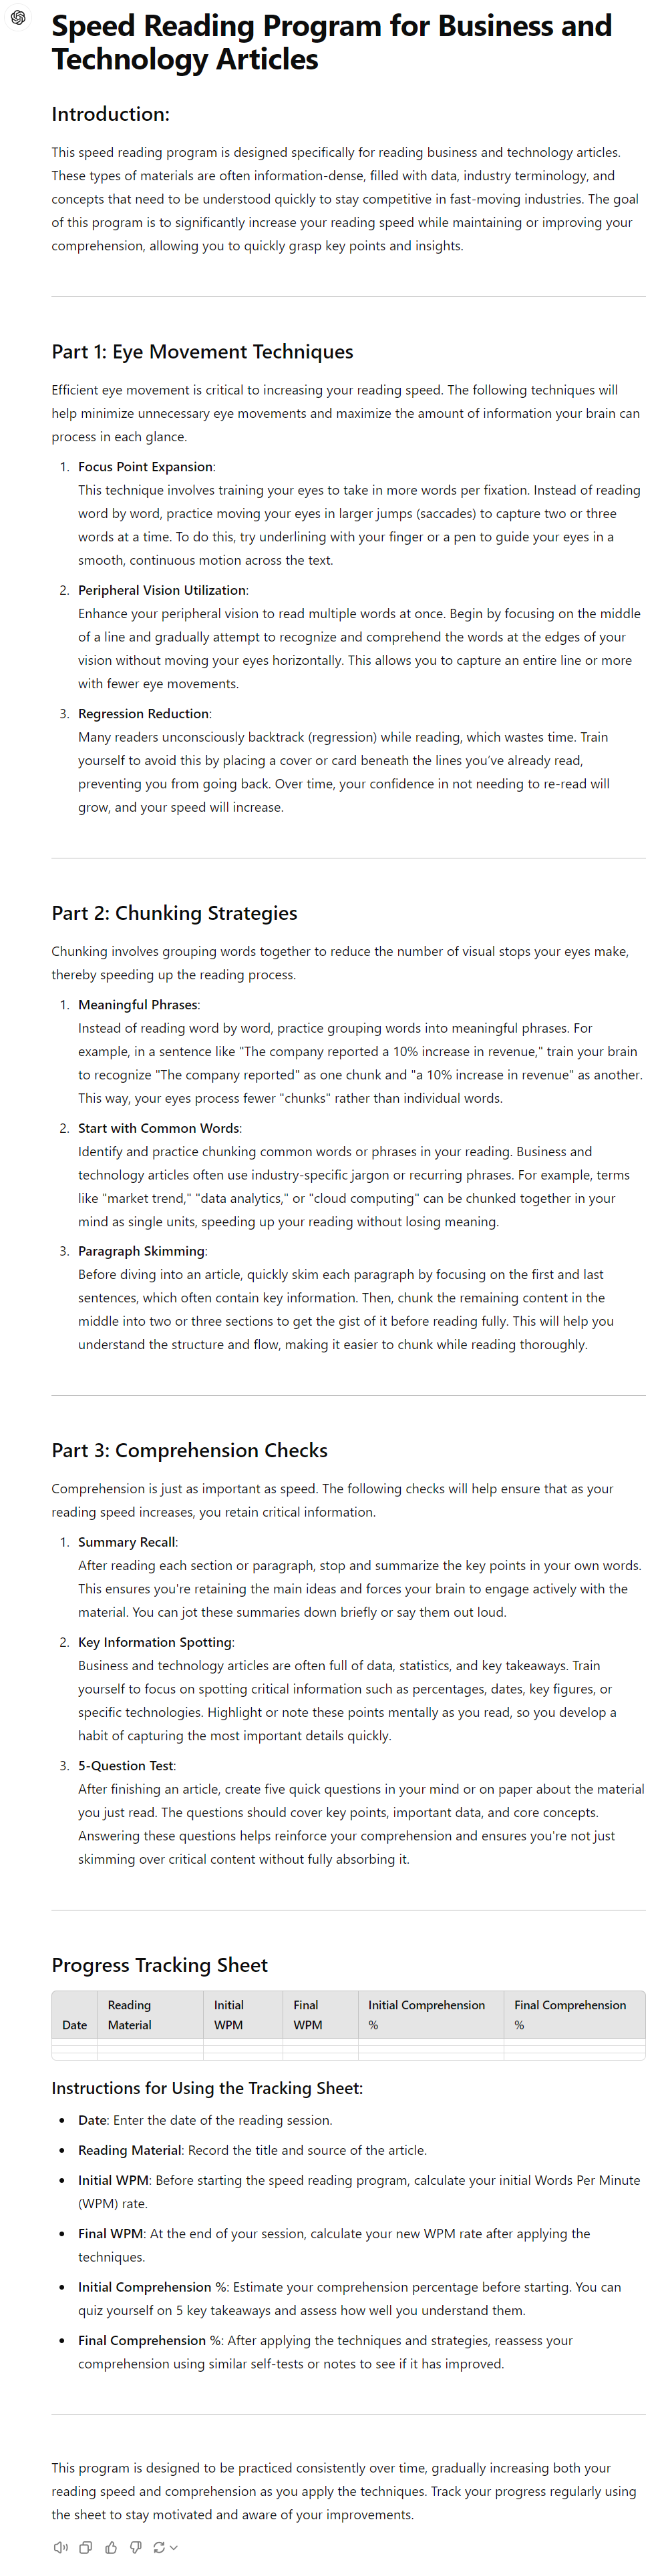 Speed Reading Program for Business and
Technology Articles
Introduction:
This speed reading program is designed specifically for reading business and technology articles.
These types of materials are often information-dense, filled with data, industry terminology, and
concepts that need to be understood quickly to stay competitive in fast-moving industries. The goal
of this program is to significantly increase your reading speed while maintaining or improving your
comprehension, allowing you to quickly grasp key points and insights.
Part 1: Eye Movement Techniques
Efficient eye movement is critical to increasing your reading speed. The following techniques will
help minimize unnecessary eye movements and maximize the amount of information your brain can
process in each glance.
1. Focus Point Expansion:
This technique involves training your eyes to take in more words per fixation. Instead of reading
word by word, practice moving your eyes in larger jumps (saccades) to capture two or three
words at a time. To do this, try underlining with your finger or a pen to guide your eyes in a
smooth, continuous motion across the text.
2. Peripheral Vision Utilization:
Enhance your peripheral vision to read multiple words at once. Begin by focusing on the middle
of a line and gradually attempt to recognize and comprehend the words at the edges of your
vision without moving your eyes horizontally. This allows you to capture an entire line or more
with fewer eye movements.
3. Regression Reduction:
Many readers unconsciously backtrack (regression) while reading, which wastes time. Train
yourself to avoid this by placing a cover or card beneath the lines you've already read,
preventing you from going back. Over time, your confidence in not needing to re-read will
grow, and your speed will increase.
Part 2: Chunking Strategies
Chunking involves grouping words together to reduce the number of visual stops your eyes make,
thereby speeding up the reading process.
1. Meaningful Phrases:
Instead of reading word by word, practice grouping words into meaningful phrases. For
example, in a sentence like "The company reported a 10% increase in revenue," train your brain
to recognize "The company reported" as one chunk and "a 10% increase in revenue" as another.
This way, your eyes process fewer "chunks" rather than individual words.
2. Start with Common Words:
Identify and practice chunking common words or phrases in your reading. Business and
technology articles often use industry-specific jargon or recurring phrases. For example, terms
like "market trend," "data analytics," or "cloud computing" can be chunked together in your
mind as single units, speeding up your reading without losing meaning.
3. Paragraph Skimming:
Before diving into an article, quickly skim each paragraph by focusing on the first and last
sentences, which often contain key information. Then, chunk the remaining content in the
middle into two or three sections to get the gist of it before reading fully. This will help you
understand the structure and flow, making it easier to chunk while reading thoroughly.
Part 3: Comprehension Checks
Comprehension is just as important as speed. The following checks will help ensure that as your
reading speed increases, you retain critical information.
1. Summary Recall:
After reading each section or paragraph, stop and summarize the key points in your own words.
This ensures you're retaining the main ideas and forces your brain to engage actively with the
material. You can jot these summaries down briefly or say them out loud.
2. Key Information Spotting:
Business and technology articles are often full of data, statistics, and key takeaways. Train
yourself to focus on spotting critical information such as percentages, dates, key figures, or
specific technologies. Highlight or note these points mentally as you read, so you develop a
habit of capturing the most important details quickly.
3. 5-Question Test:
After finishing an article, create five quick questions in your mind or on paper about the material
you just read. The questions should cover key points, important data, and core concepts.
Answering these questions helps reinforce your comprehension and ensures you're not just
skimming over critical content without fully absorbing it.
Progress Tracking Sheet
Date Reading Material Initial WPM Final WPM Initial Comprehension % Final Comprehension %
Instructions for Using the Tracking Sheet:
• Date: Enter the date of the reading session.
• Reading Material: Record the title and source of the article.
• Initial WPM: Before starting the speed reading program, calculate your initial Words Per Minute
(WPM) rate.
• Final WPM: At the end of your session, calculate your new WPM rate after applying the
techniques.
• Initial Comprehension %: Estimate your comprehension percentage before starting. You can
quiz yourself on 5 key takeaways and assess how well you understand them.
• Final Comprehension %: After applying the techniques and strategies, reassess your
comprehension using similar self-tests or notes to see if it has improved.
This program is designed to be practiced consistently over time, gradually increasing both your
reading speed and comprehension as you apply the techniques. Track your progress regularly using
the sheet to stay motivated and aware of your improvements.